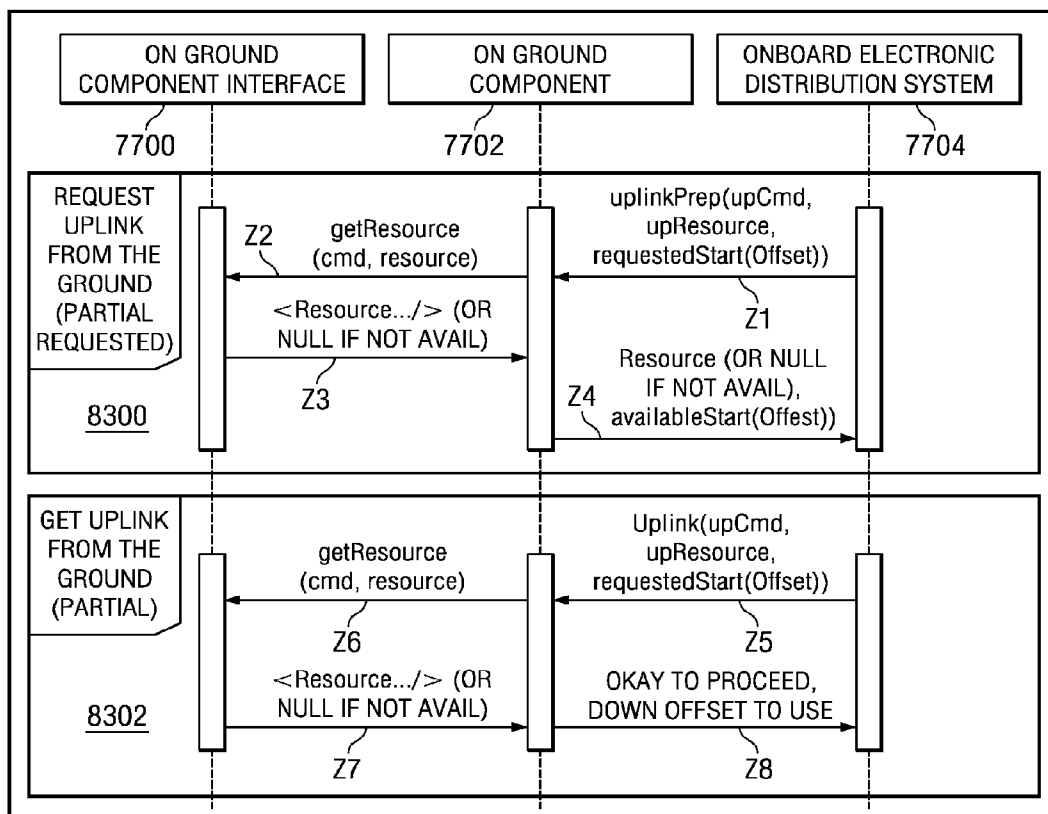 ON GROUND
COMPONENT INTERFACE
7700
ON GROUND
COMPONENT
7702
ONBOARD ELECTRONIC
DISTRIBUTION SYSTEM
7704
REQUEST
UPLINK
FROM THE
GROUND
(PARTIAL
REQUESTED)
8300
uplinkPrep(upCmd,
upResource,
requestedStart(Offset))
Z1
getResource
(cmd, resource)
Z2
<Resource.../> (OR
NULL IF NOT AVAIL)
Z3
Resource (OR NULL
IF NOT AVAIL),
availableStart(Offest))
Z4
GET UPLINK
FROM THE
GROUND
(PARTIAL)
8302
Uplink(upCmd,
upResource,
requestedStart(Offset))
Z5
getResource
(cmd, resource)
Z6
<Resource.../> (OR
NULL IF NOT AVAIL)
Z7
OKAY TO PROCEED,
DOWN OFFSET TO USE
Z8